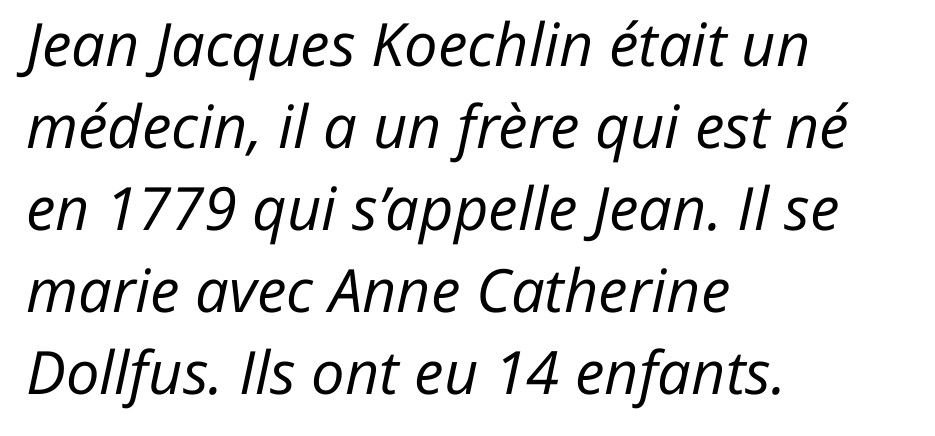 Jean Jacques Koechlin était un
médecin, il a un frère qui est né
en 1779 qui s’appelle Jean. Il se
marie avec Anne Catherine
Dollfus. Ils ont eu 14 enfants.